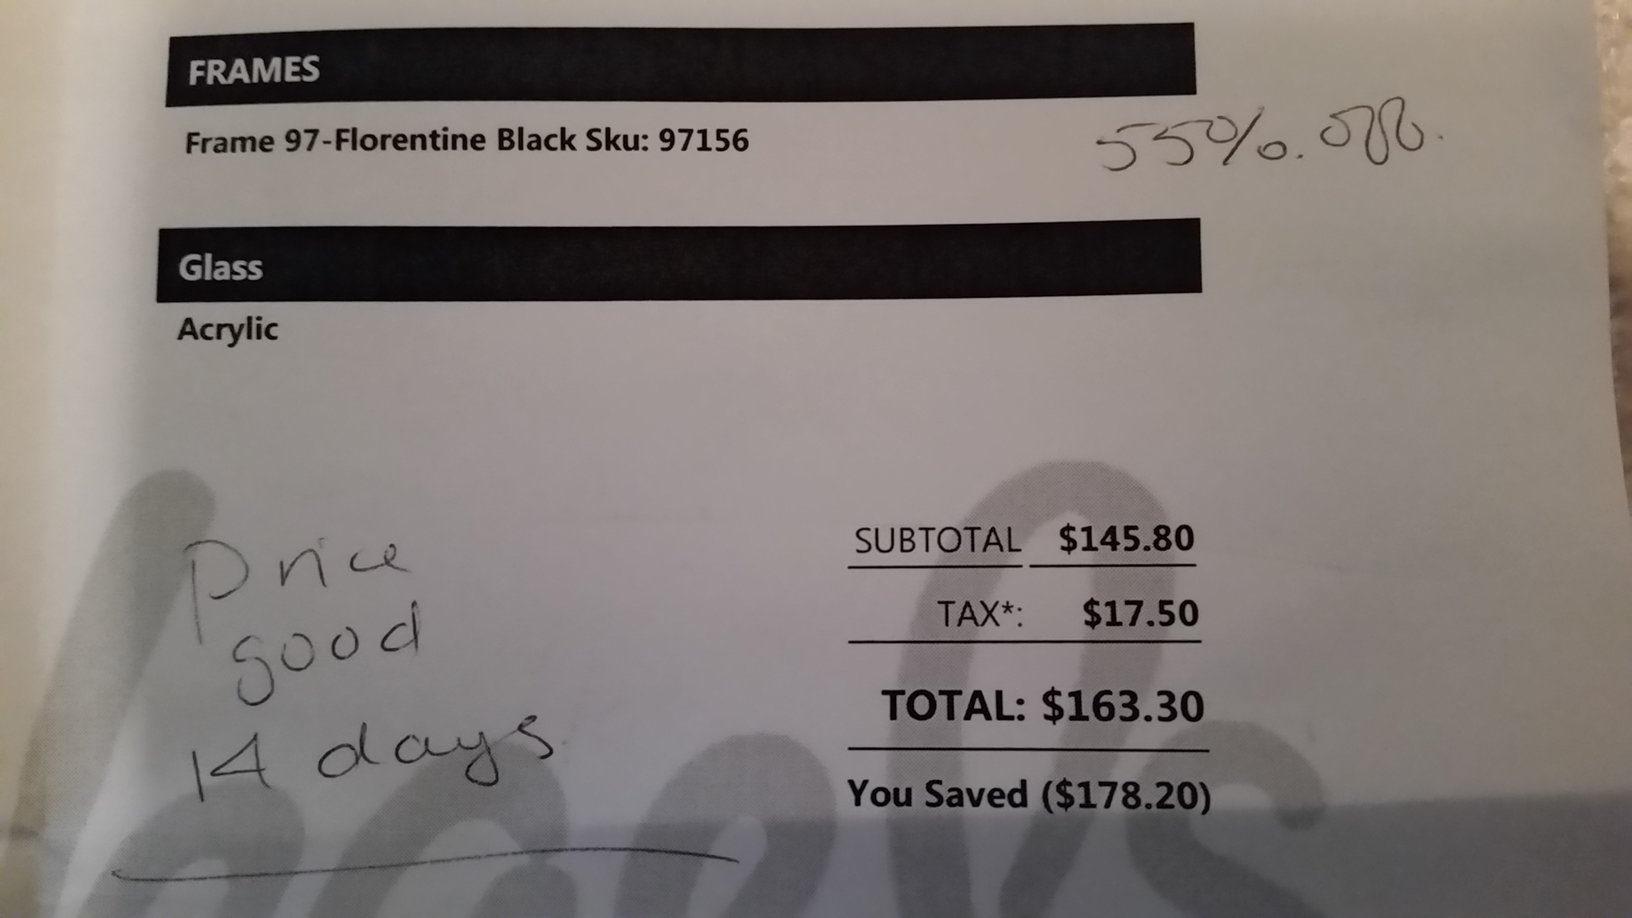 FRAMES
Frame 97-Florentine Black Sku: 97156
55%. off.
Glass
Acrylic
Price
good
14 days
SUBTOTAL $145.80
TAX*: $17.50
TOTAL: $163.30
You Saved ($178.20)